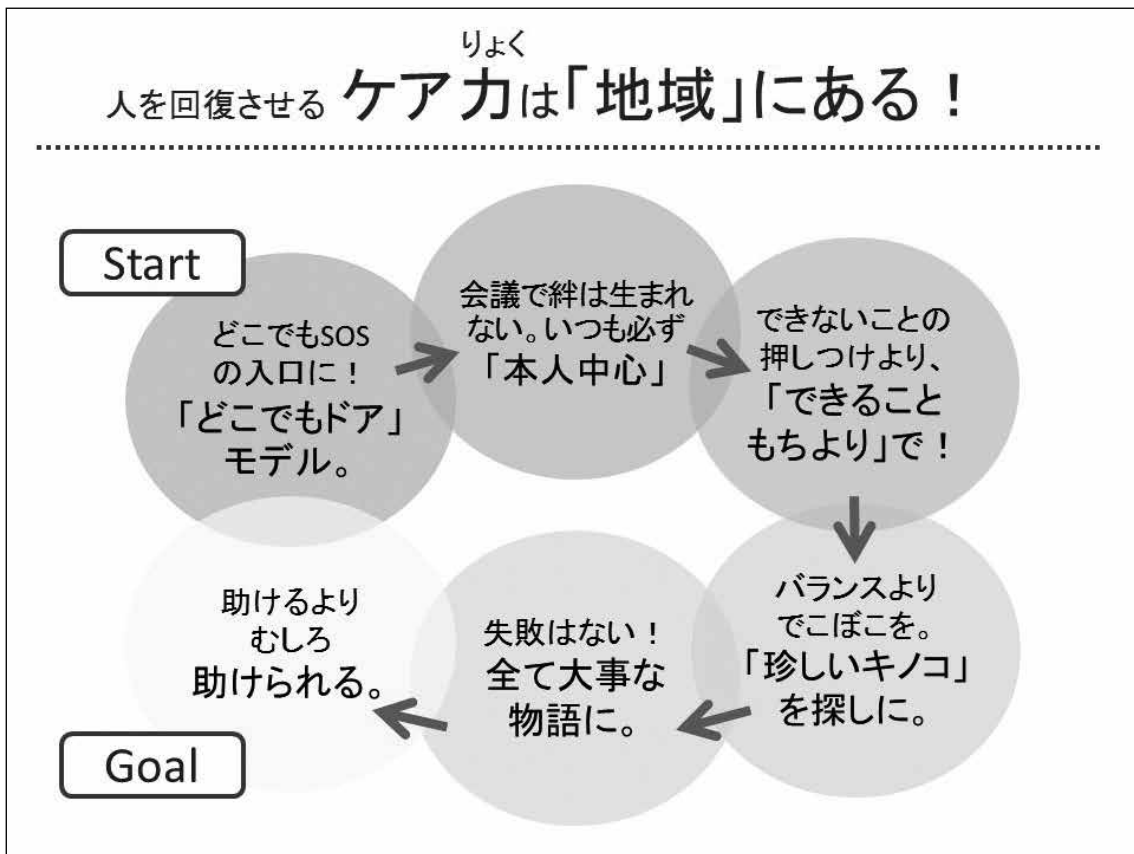 りょく
人を回復させる ケア力は「地域」にある！
Start
どこでもSOS
の入口に！
「どこでもドア」
モデル。
会議で絆は生まれ
ない。いつも必ず
「本人中心」
できないことの
押しつけより、
「できること
もちより」で！
バランスより
でこぼこを。
「珍しいキノコ」
を探しに。
失敗はない！
全て大事な
物語に。
助けるより
むしろ
助けられる。
Goal